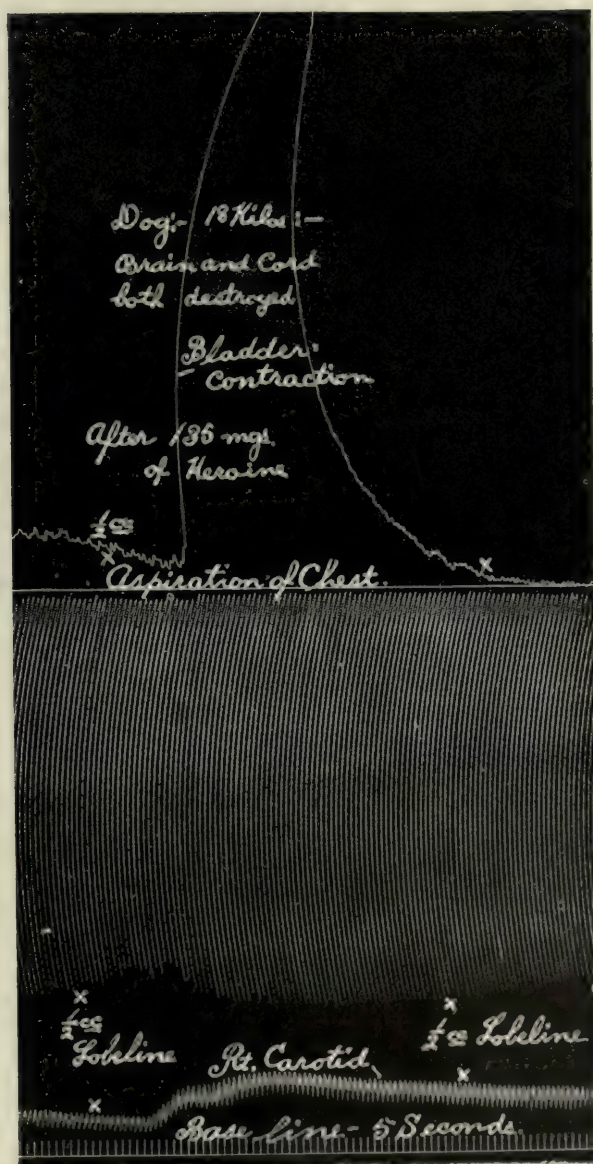 Dog:- 18 Kilos:-
Brain and Cord
both destroyed
Bladder
contraction
After 135 mgs.
of Heroine
1/2 cc
Aspiration of Chest.
1/2 cc
Lobeline
1/2 cc Lobeline
Rt. Carotid
Base line - 5 Seconds.